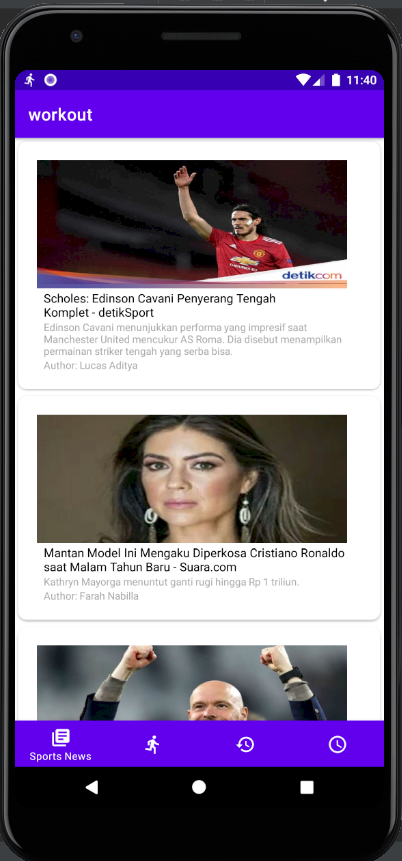 11:40
workout
detikcom
Scholes: Edinson Cavani Penyerang Tengah
Komplet - detikSport
Edinson Cavani menunjukkan performa yang impresif saat
Manchester United mencukur AS Roma. Dia disebut menampilkan
permainan striker tengah yang serba bisa.
Author: Lucas Aditya
Mantan Model Ini Mengaku Diperkosa Cristiano Ronaldo
saat Malam Tahun Baru - Suara.com
Kathryn Mayorga menuntut ganti rugi hingga Rp 1 triliun.
Author: Farah Nabilla
Sports News